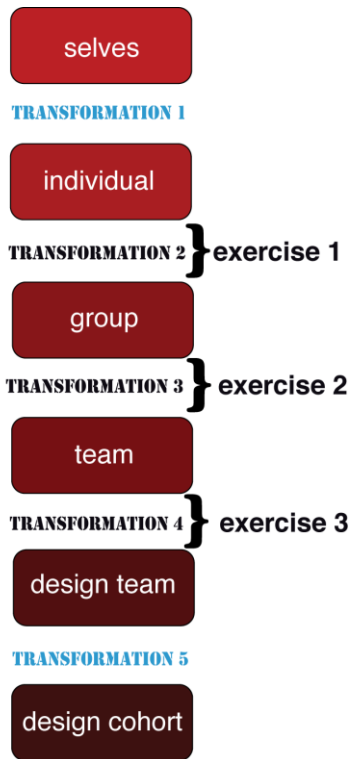 selves
TRANSFORMATION 1
individual
TRANSFORMATION 2 } exercise 1
group
TRANSFORMATION 3 } exercise 2
team
TRANSFORMATION 4 } exercise 3
design team
TRANSFORMATION 5
design cohort